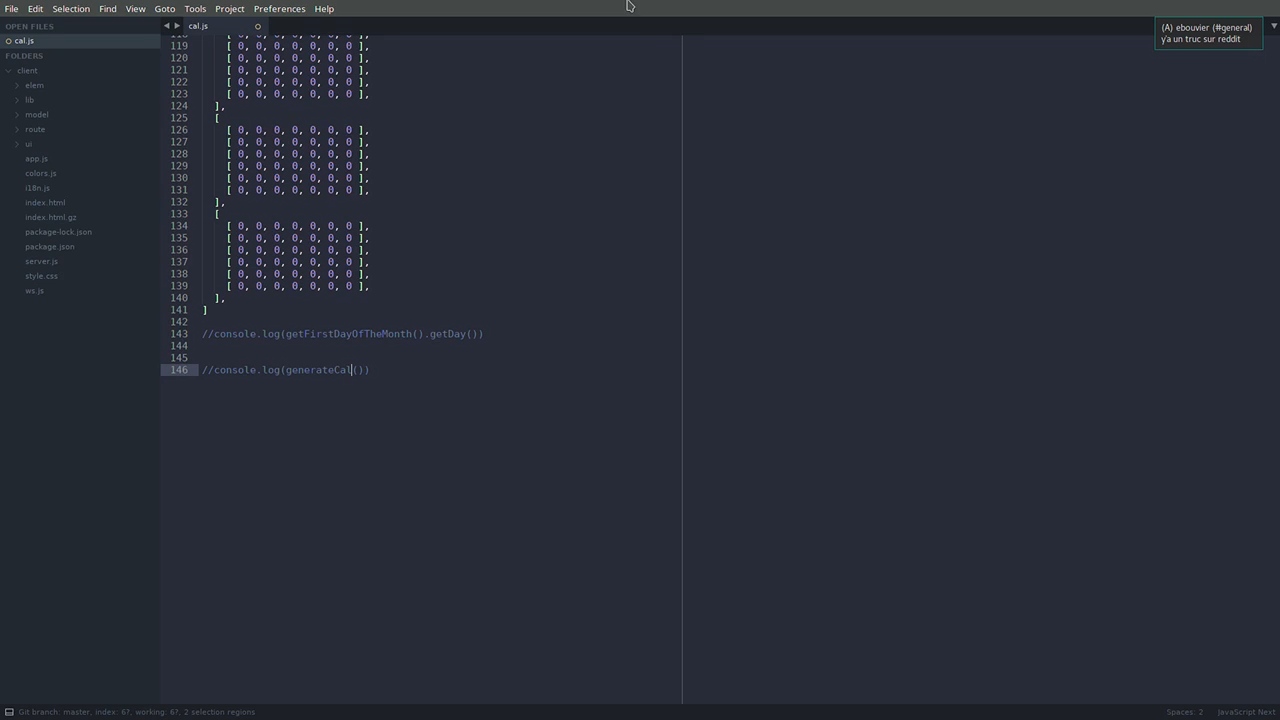 File Edit Selection Find View Goto Tools Project Preferences Help
OPEN FILES
cal.js
FOLDERS
client
elem
lib
model
route
ui
app.js
colors.js
i18n.js
index.html
index.html.gz
package-lock.json
package.json
server.js
style.css
ws.js
cal.js
(A) ebouvier (#general)
y'a un truc sur reddit
118 [ 0, 0, 0, 0, 0, 0, 0 ],
119 [ 0, 0, 0, 0, 0, 0, 0 ],
120 [ 0, 0, 0, 0, 0, 0, 0 ],
121 [ 0, 0, 0, 0, 0, 0, 0 ],
122 [ 0, 0, 0, 0, 0, 0, 0 ],
123 [ 0, 0, 0, 0, 0, 0, 0 ],
124 ],
125 [
126 [ 0, 0, 0, 0, 0, 0, 0 ],
127 [ 0, 0, 0, 0, 0, 0, 0 ],
128 [ 0, 0, 0, 0, 0, 0, 0 ],
129 [ 0, 0, 0, 0, 0, 0, 0 ],
130 [ 0, 0, 0, 0, 0, 0, 0 ],
131 [ 0, 0, 0, 0, 0, 0, 0 ],
132 ],
133 [
134 [ 0, 0, 0, 0, 0, 0, 0 ],
135 [ 0, 0, 0, 0, 0, 0, 0 ],
136 [ 0, 0, 0, 0, 0, 0, 0 ],
137 [ 0, 0, 0, 0, 0, 0, 0 ],
138 [ 0, 0, 0, 0, 0, 0, 0 ],
139 [ 0, 0, 0, 0, 0, 0, 0 ],
140 ],
141 ]
142
143 //console.log(getFirstDayOfTheMonth().getDay())
144
145
146 //console.log(generateCal())
Git branch: master, index: 6?, working: 6?, 2 selection regions
Spaces: 2 JavaScript Next